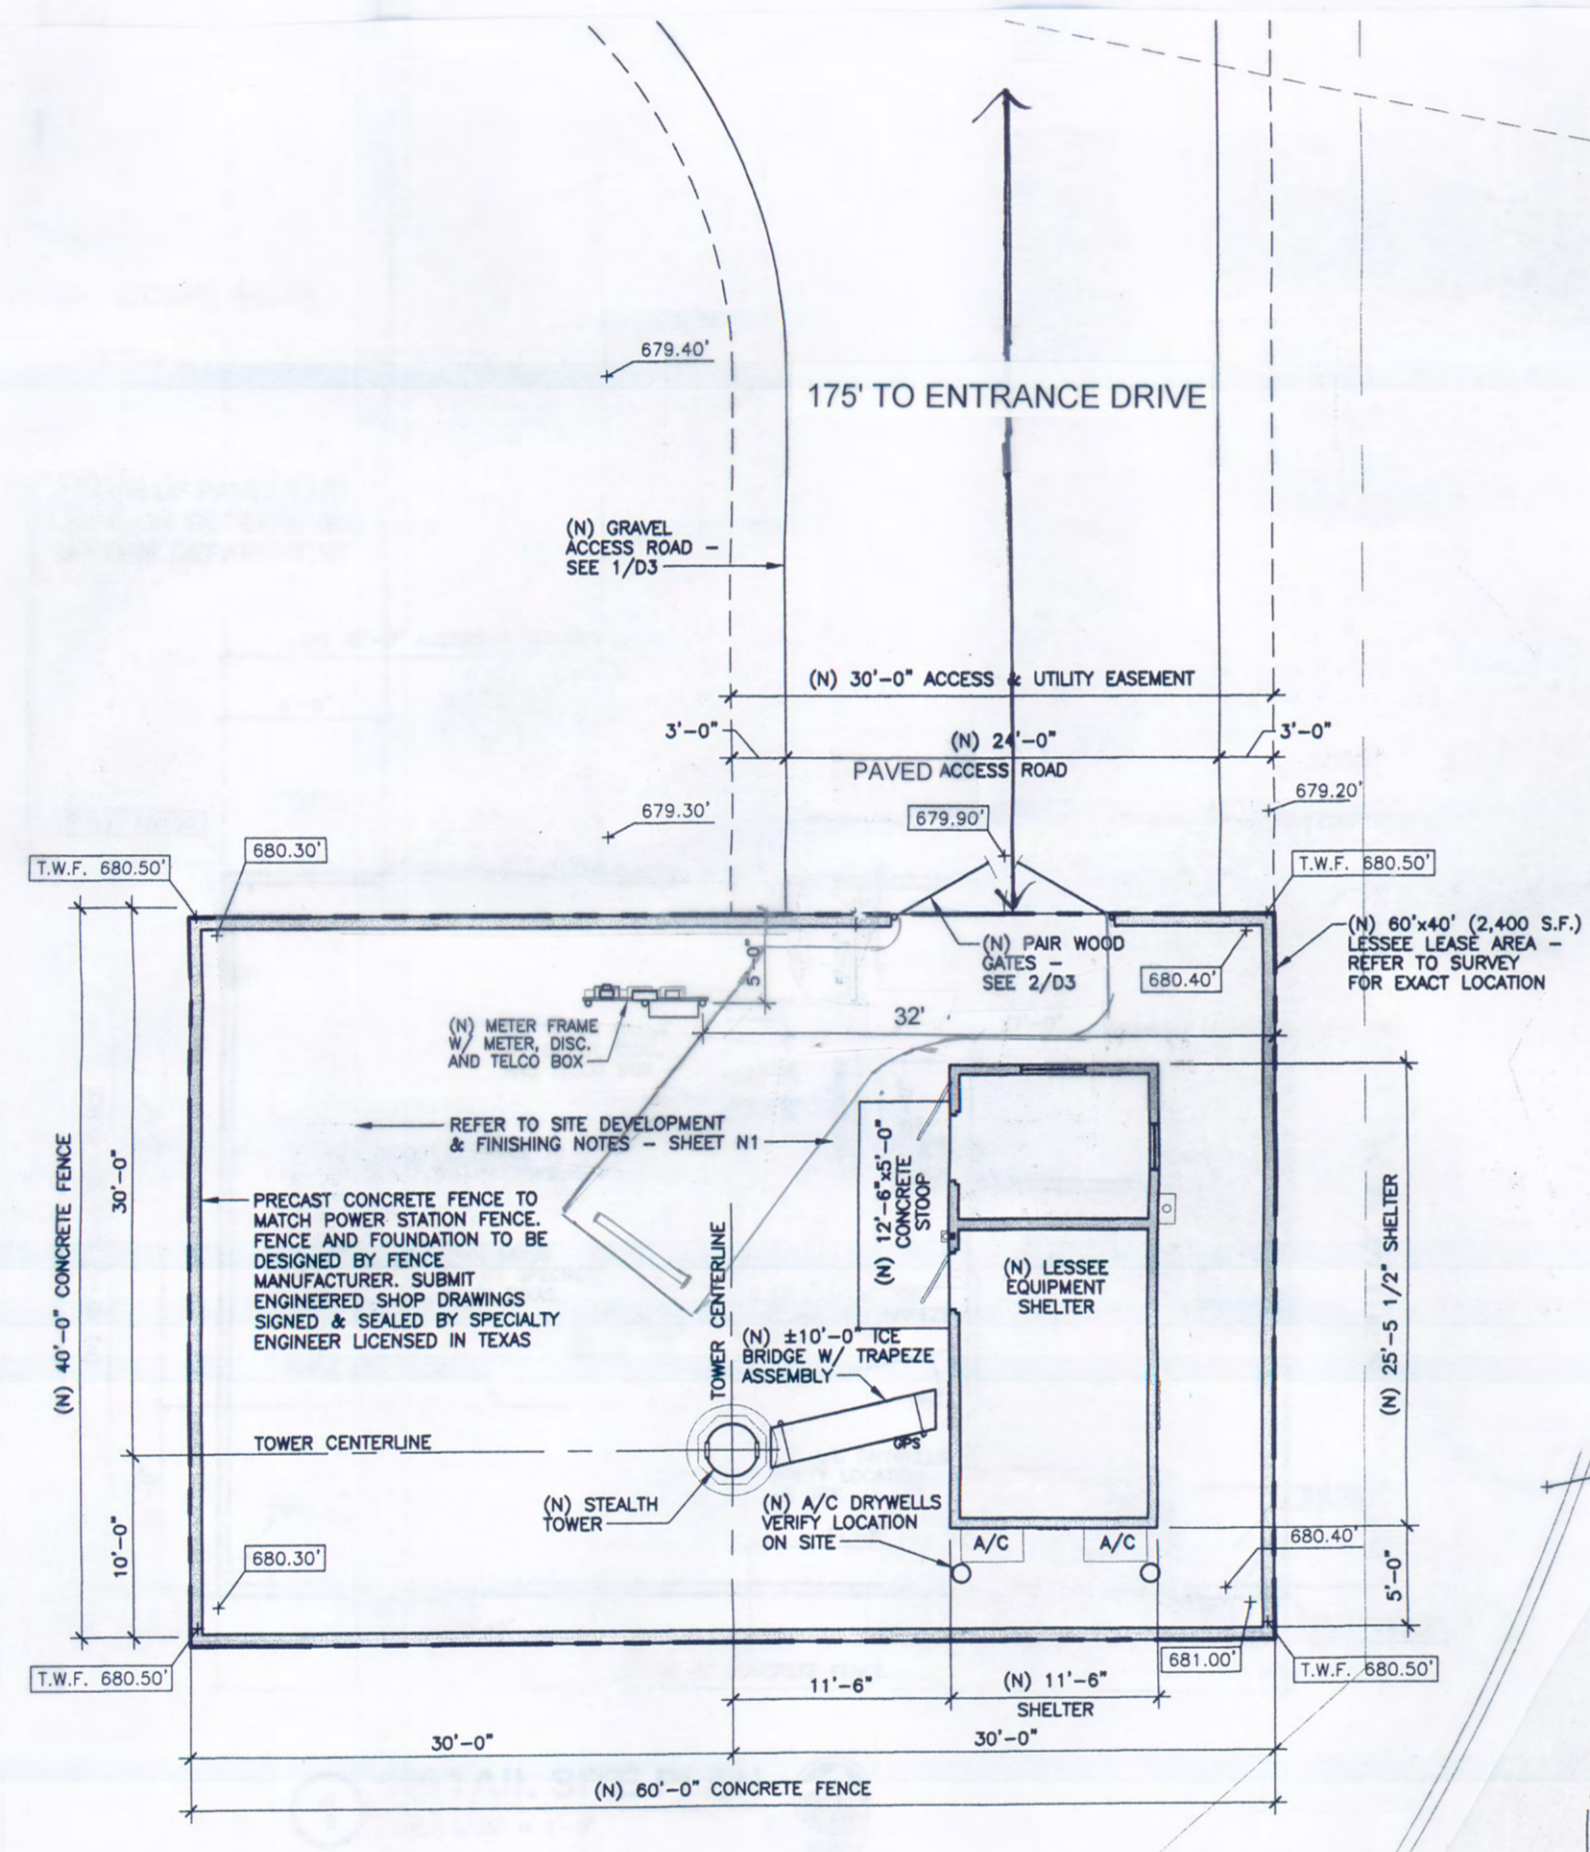 679.40'
175' TO ENTRANCE DRIVE
(N) GRAVEL
ACCESS ROAD –
SEE 1/D3
(N) 30'-0" ACCESS & UTILITY EASEMENT
3'-0"
(N) 24'-0"
3'-0"
PAVED ACCESS ROAD
679.20'
679.30'
679.90'
680.30'
T.W.F. 680.50'
T.W.F. 680.50'
(N) 60'x40' (2,400 S.F.)
LESSEE LEASE AREA –
REFER TO SURVEY
FOR EXACT LOCATION
(N) PAIR WOOD
GATES –
SEE 2/D3
680.40'
5'-0"
32'
(N) METER FRAME
W/ METER, DISC.
AND TELCO BOX
REFER TO SITE DEVELOPMENT
& FINISHING NOTES – SHEET N1
(N) 40'-0" CONCRETE FENCE
30'-0"
PRECAST CONCRETE FENCE TO
MATCH POWER STATION FENCE.
FENCE AND FOUNDATION TO BE
DESIGNED BY FENCE
MANUFACTURER. SUBMIT
ENGINEERED SHOP DRAWINGS
SIGNED & SEALED BY SPECIALTY
ENGINEER LICENSED IN TEXAS
TOWER CENTERLINE
(N) 12'-6"x5'-0"
CONCRETE
STOOP
(N) LESSEE
EQUIPMENT
SHELTER
(N) 25'-5 1/2" SHELTER
(N) ±10'-0" ICE
BRIDGE W/ TRAPEZE
ASSEMBLY
GPS
TOWER CENTERLINE
(N) STEALTH
TOWER
(N) A/C DRYWELLS
VERIFY LOCATION
ON SITE
A/C
A/C
680.40'
10'-0"
680.30'
5'-0"
T.W.F. 680.50'
681.00'
T.W.F. 680.50'
11'-6"
(N) 11'-6"
SHELTER
30'-0"
30'-0"
(N) 60'-0" CONCRETE FENCE